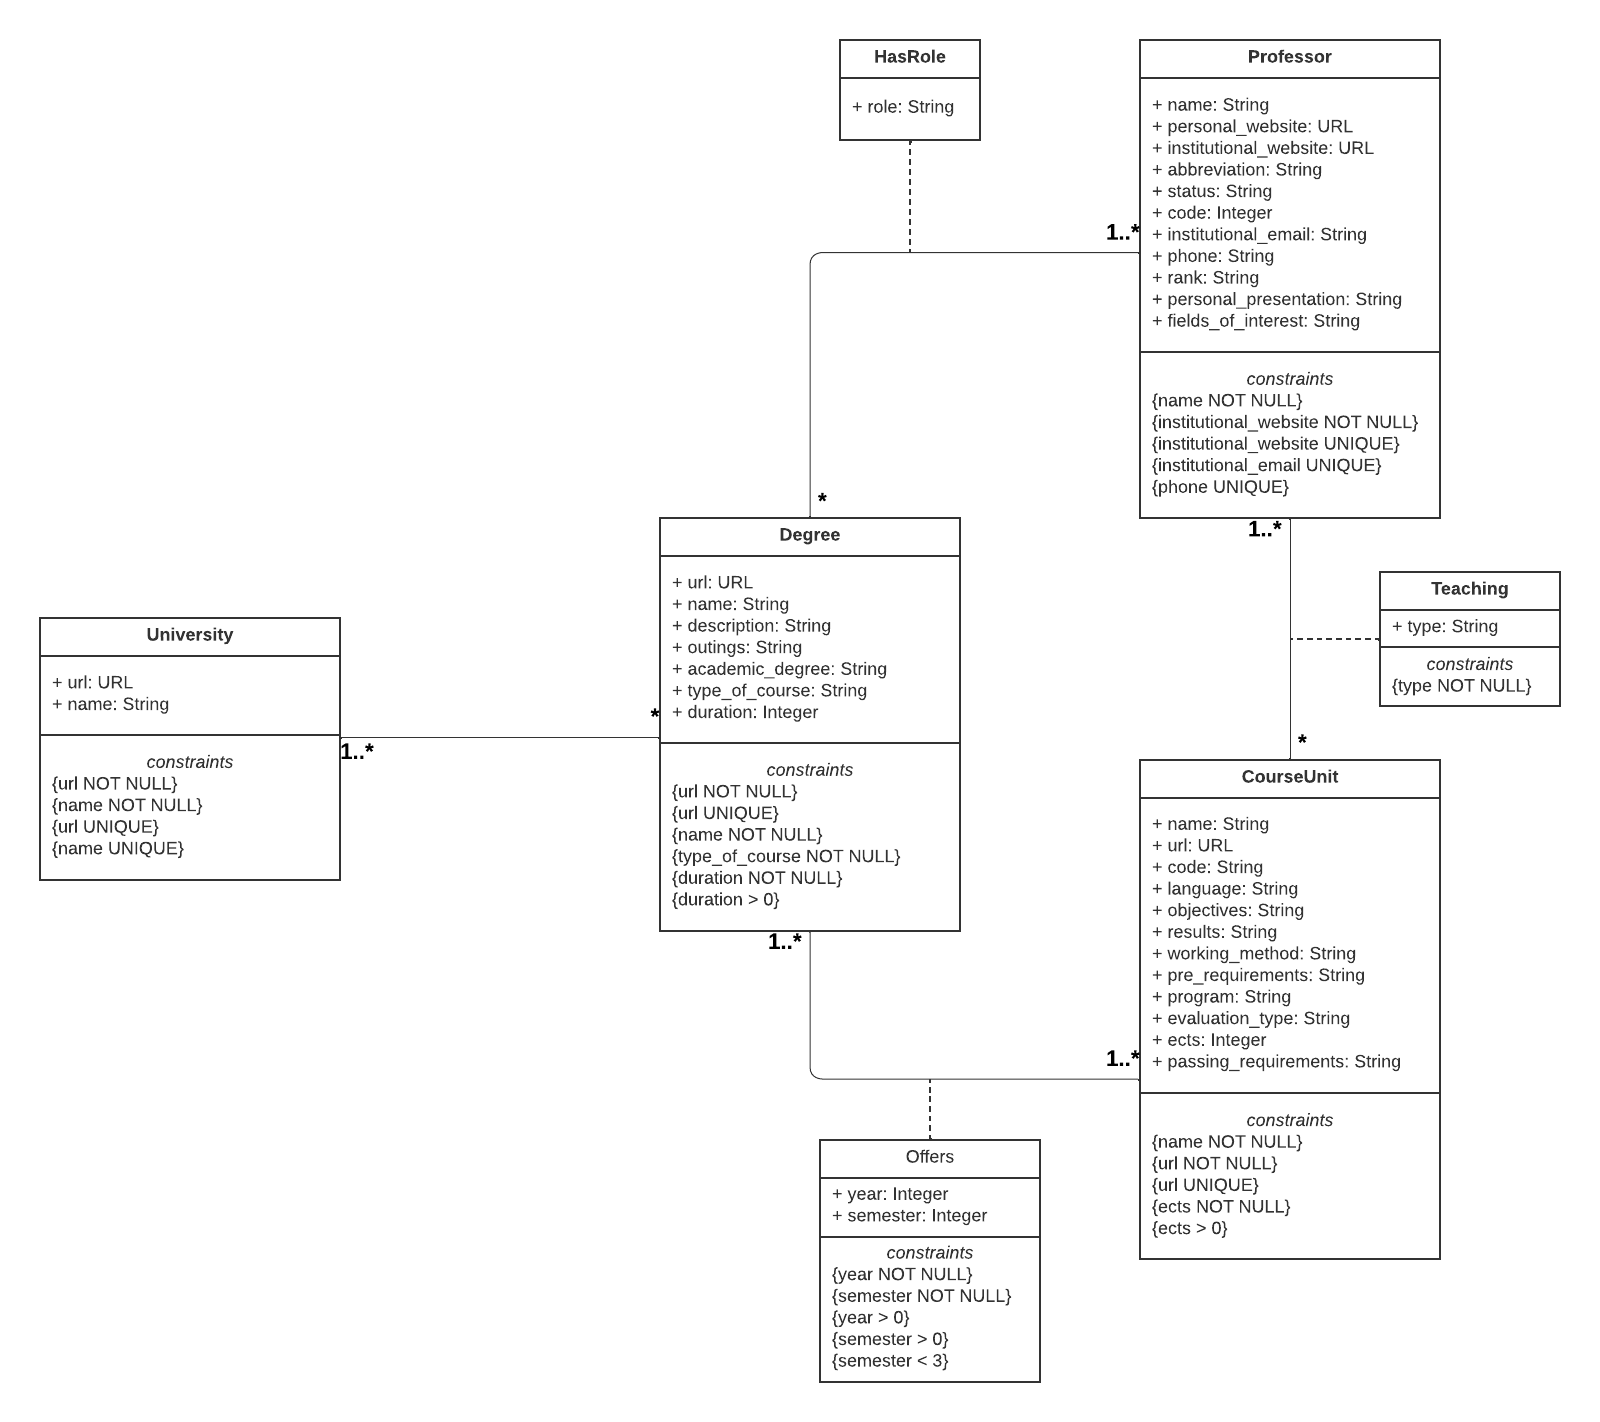 HasRole
+ role: String
Professor
+ name: String
+ personal_website: URL
+ institutional_website: URL
+ abbreviation: String
+ status: String
+ code: Integer
+ institutional_email: String
+ phone: String
+ rank: String
+ personal_presentation: String
+ fields_of_interest: String
constraints
{name NOT NULL}
{institutional_website NOT NULL}
{institutional_website UNIQUE}
{institutional_email UNIQUE}
{phone UNIQUE}
1..*
*
1..*
Teaching
+ type: String
constraints
{type NOT NULL}
*
Degree
+ url: URL
+ name: String
+ description: String
+ outings: String
+ academic_degree: String
+ type_of_course: String
+ duration: Integer
constraints
{url NOT NULL}
{url UNIQUE}
{name NOT NULL}
{type_of_course NOT NULL}
{duration NOT NULL}
{duration > 0}
University
+ url: URL
+ name: String
constraints
{url NOT NULL}
{name NOT NULL}
{url UNIQUE}
{name UNIQUE}
1..*
*
CourseUnit
+ name: String
+ url: URL
+ code: String
+ language: String
+ objectives: String
+ results: String
+ working_method: String
+ pre_requirements: String
+ program: String
+ evaluation_type: String
+ ects: Integer
+ passing_requirements: String
constraints
{name NOT NULL}
{url NOT NULL}
{url UNIQUE}
{ects NOT NULL}
{ects > 0}
1..*
1..*
Offers
+ year: Integer
+ semester: Integer
constraints
{year NOT NULL}
{semester NOT NULL}
{year > 0}
{semester > 0}
{semester < 3}